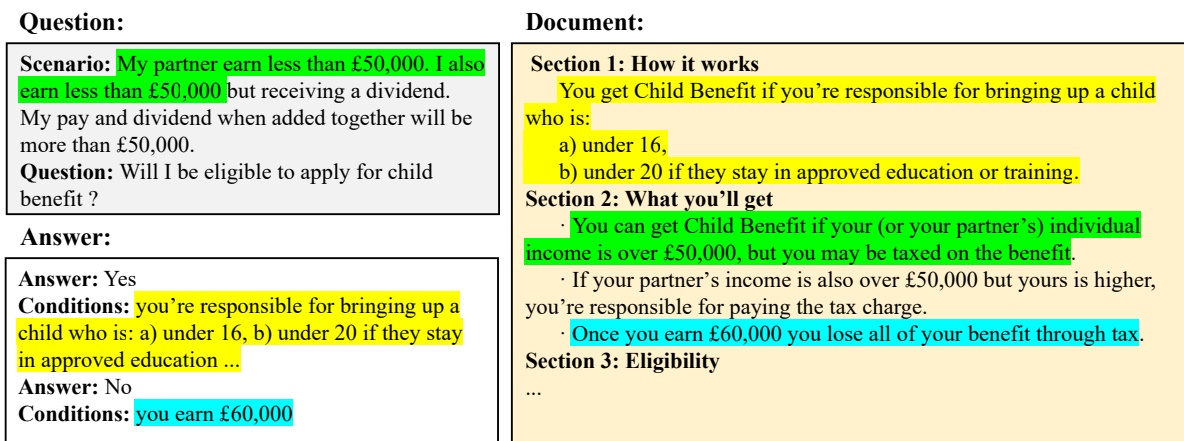 Question:
Scenario: My partner earn less than £50,000. I also
earn less than £50,000 but receiving a dividend.
My pay and dividend when added together will be
more than £50,000.
Question: Will I be eligible to apply for child
benefit ?
Answer:
Answer: Yes
Conditions: you’re responsible for bringing up a
child who is: a) under 16, b) under 20 if they stay
in approved education ...
Answer: No
Conditions: you earn £60,000
Document:
Section 1: How it works
You get Child Benefit if you’re responsible for bringing up a child
who is:
a) under 16,
b) under 20 if they stay in approved education or training.
Section 2: What you’ll get
· You can get Child Benefit if your (or your partner’s) individual
income is over £50,000, but you may be taxed on the benefit.
· If your partner’s income is also over £50,000 but yours is higher,
you’re responsible for paying the tax charge.
· Once you earn £60,000 you lose all of your benefit through tax.
Section 3: Eligibility
...